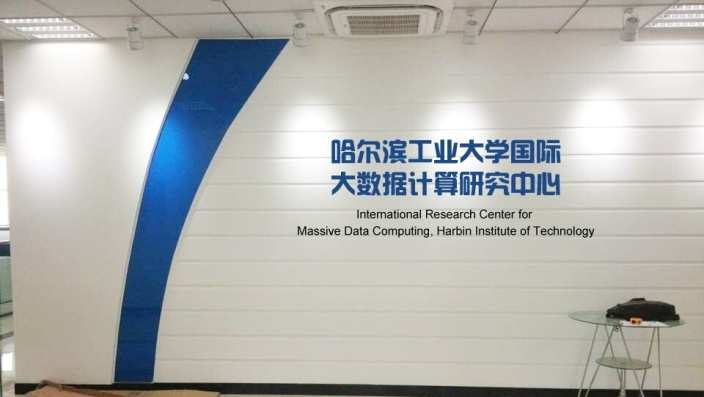 哈尔滨工业大学国际
大数据计算研究中心
International Research Center for
Massive Data Computing, Harbin Institute of Technology